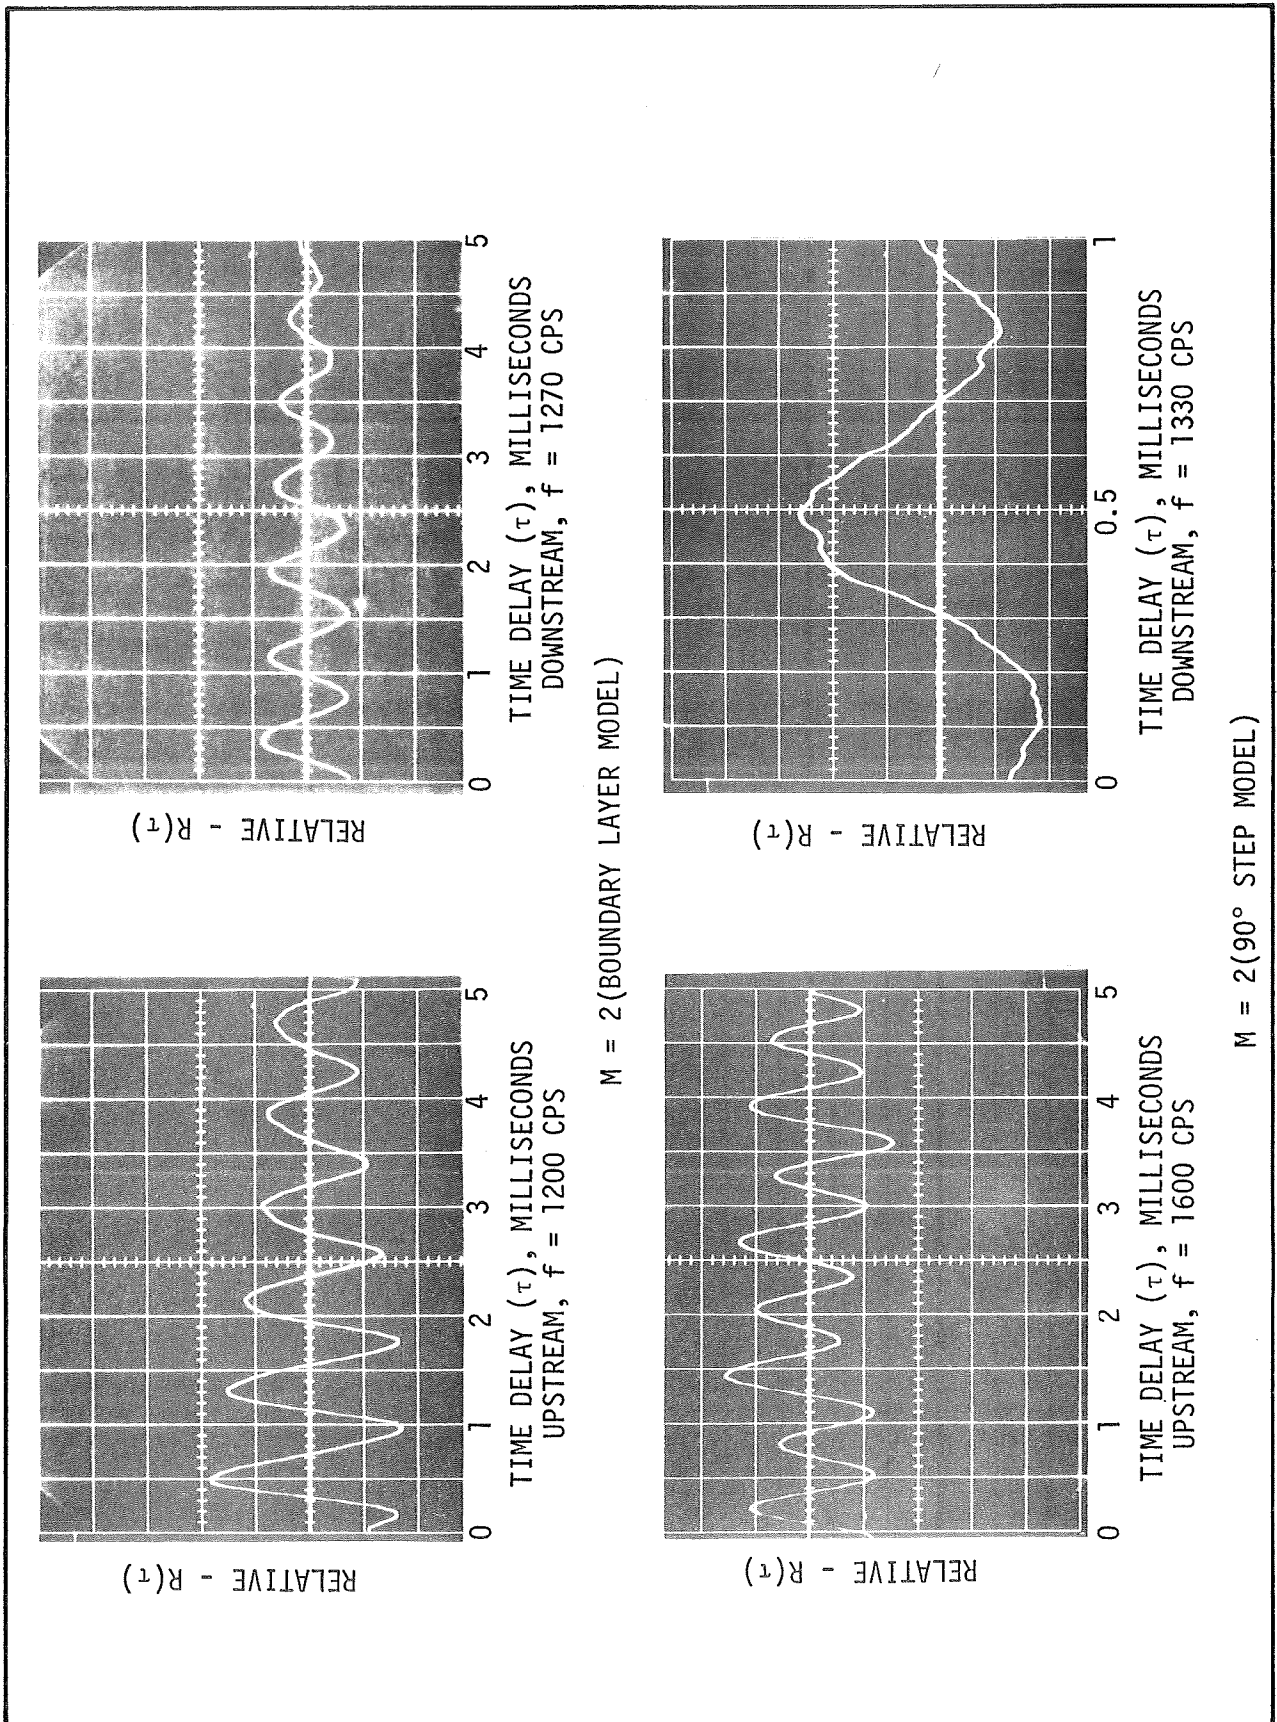 RELATIVE - R(τ)
0 1 2 3 4 5
TIME DELAY (τ), MILLISECONDS
UPSTREAM, f = 1200 CPS
RELATIVE - R(τ)
0 1 2 3 4 5
TIME DELAY (τ), MILLISECONDS
DOWNSTREAM, f = 1270 CPS
M = 2(BOUNDARY LAYER MODEL)
RELATIVE - R(τ)
0 1 2 3 4 5
TIME DELAY (τ), MILLISECONDS
UPSTREAM, f = 1600 CPS
RELATIVE - R(τ)
0 0.5 1
TIME DELAY (τ), MILLISECONDS
DOWNSTREAM, f = 1330 CPS
M = 2(90° STEP MODEL)